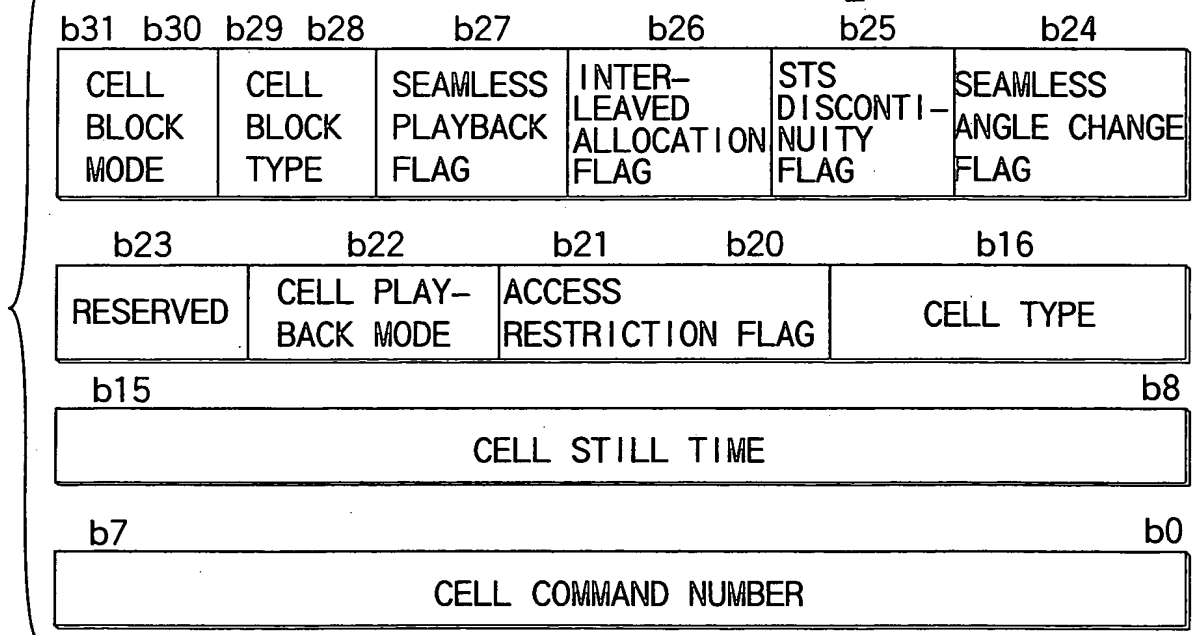 b31 b30 b29 b28 b27 b26 b25 b24
CELL BLOCK MODE
CELL BLOCK TYPE
SEAMLESS PLAYBACK FLAG
INTER-
LEAVED
ALLOCATION
FLAG
STS
DISCONTI-
NUITY
FLAG
SEAMLESS
ANGLE CHANGE
FLAG
b23 b22 b21 b20 b16
RESERVED
CELL PLAY-
BACK MODE
ACCESS
RESTRICTION FLAG
CELL TYPE
b15 b8
CELL STILL TIME
b7 b0
CELL COMMAND NUMBER